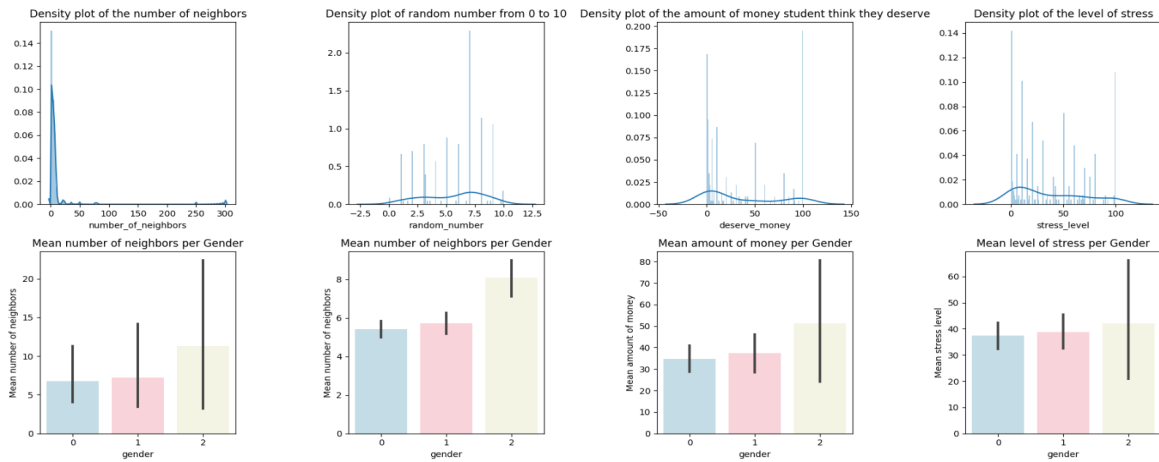 Density plot of the number of neighbors
0.14
0.12
0.10
0.08
0.06
0.04
0.02
0.00
0 50 100 150 200 250 300
number_of_neighbors
Density plot of random number from 0 to 10
2.0
1.5
1.0
0.5
0.0
−2.5 0.0 2.5 5.0 7.5 10.0 12.5
random_number
Density plot of the amount of money student think they deserve
0.200
0.175
0.150
0.125
0.100
0.075
0.050
0.025
0.000
−50 0 50 100 150
deserve_money
Density plot of the level of stress
0.14
0.12
0.10
0.08
0.06
0.04
0.02
0.00
0 50 100
stress_level
Mean number of neighbors per Gender
Mean number of neighbors
20
15
10
5
0
0 1 2
gender
Mean number of neighbors per Gender
Mean number of neighbors
8
6
4
2
0
0 1 2
gender
Mean amount of money per Gender
Mean amount of money
80
70
60
50
40
30
20
10
0
0 1 2
gender
Mean level of stress per Gender
Mean stress level
60
50
40
30
20
10
0
0 1 2
gender